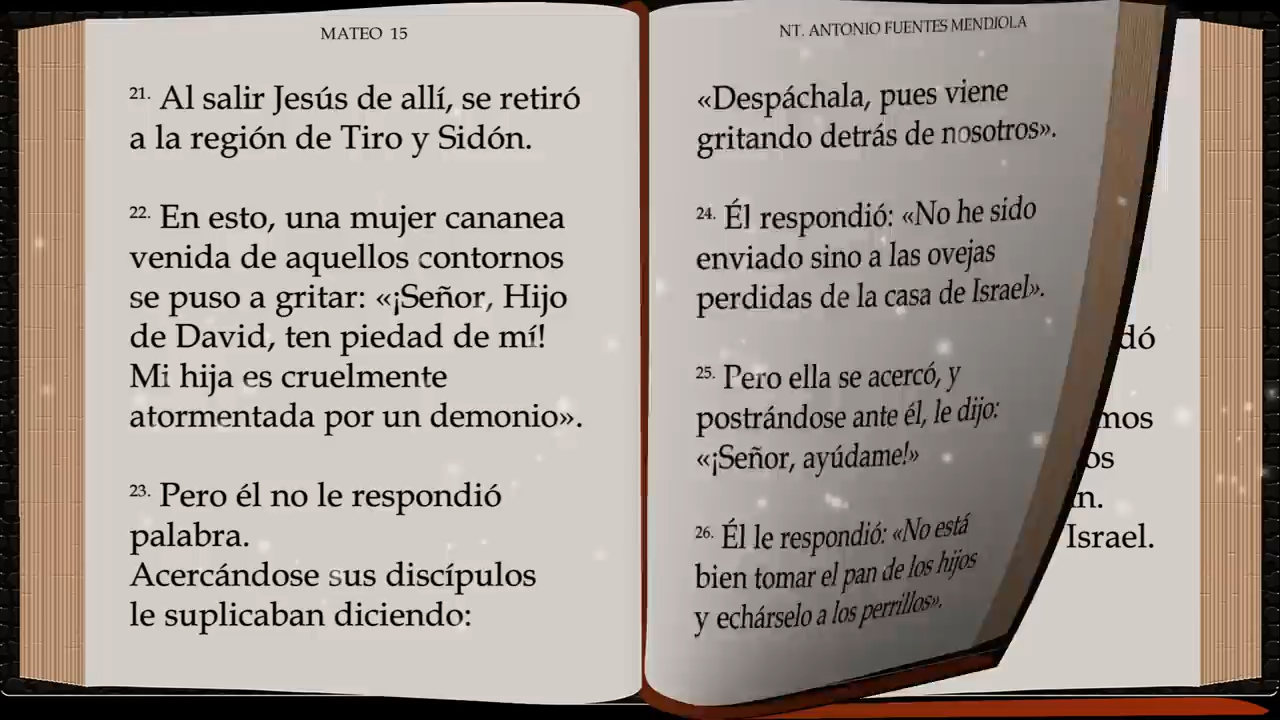 MATEO 15
21. Al salir Jesús de allí, se retiró
a la región de Tiro y Sidón.
22. En esto, una mujer cananea
venida de aquellos contornos
se puso a gritar: «¡Señor, Hijo
de David, ten piedad de mí!
Mi hija es cruelmente
atormentada por un demonio».
23. Pero él no le respondió
palabra.
Acercándose sus discípulos
le suplicaban diciendo:
NT. ANTONIO FUENTES MENDIOLA
«Despáchala, pues viene
gritando detrás de nosotros».
24. Él respondió: «No he sido
enviado sino a las ovejas
perdidas de la casa de Israel».
25. Pero ella se acercó, y
postrándose ante él, le dijo:
«¡Señor, ayúdame!»
26. Él le respondió: «No está
bien tomar el pan de los hijos
y echárselo a los perrillos».
Israel.